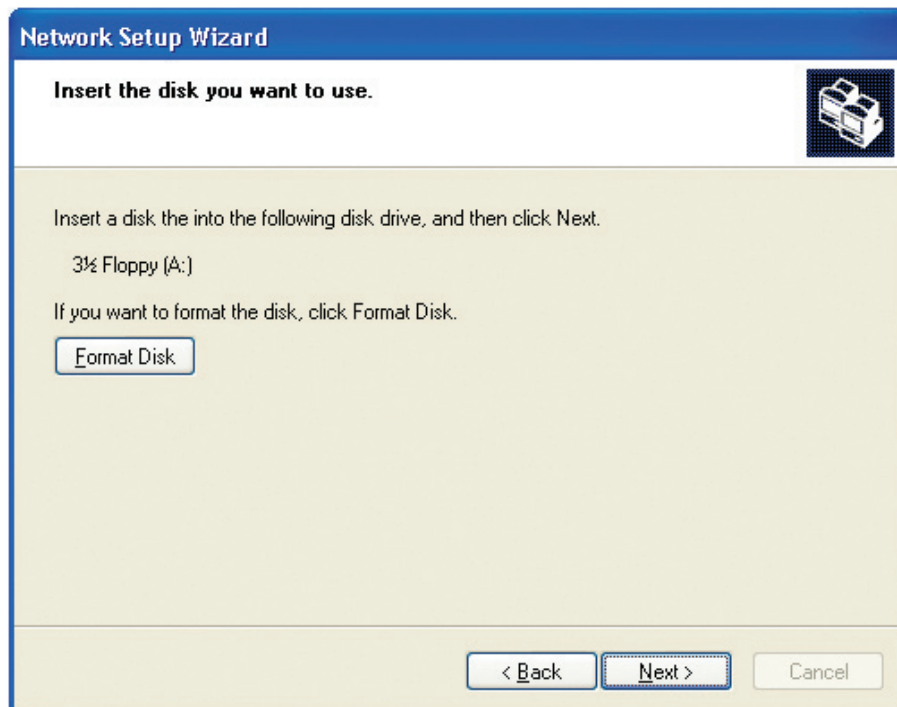 Network Setup Wizard
Insert the disk you want to use.
Insert a disk the into the following disk drive, and then click Next.
3½ Floppy (A:)
If you want to format the disk, click Format Disk.
Format Disk
< Back Next > Cancel